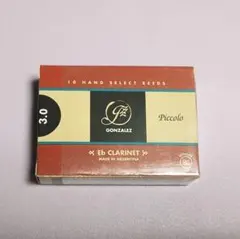 10 HAND SELECT REEDS
3.0
GZ
GONZALEZ
Piccolo
Eb CLARINET
MADE IN ARGENTINA